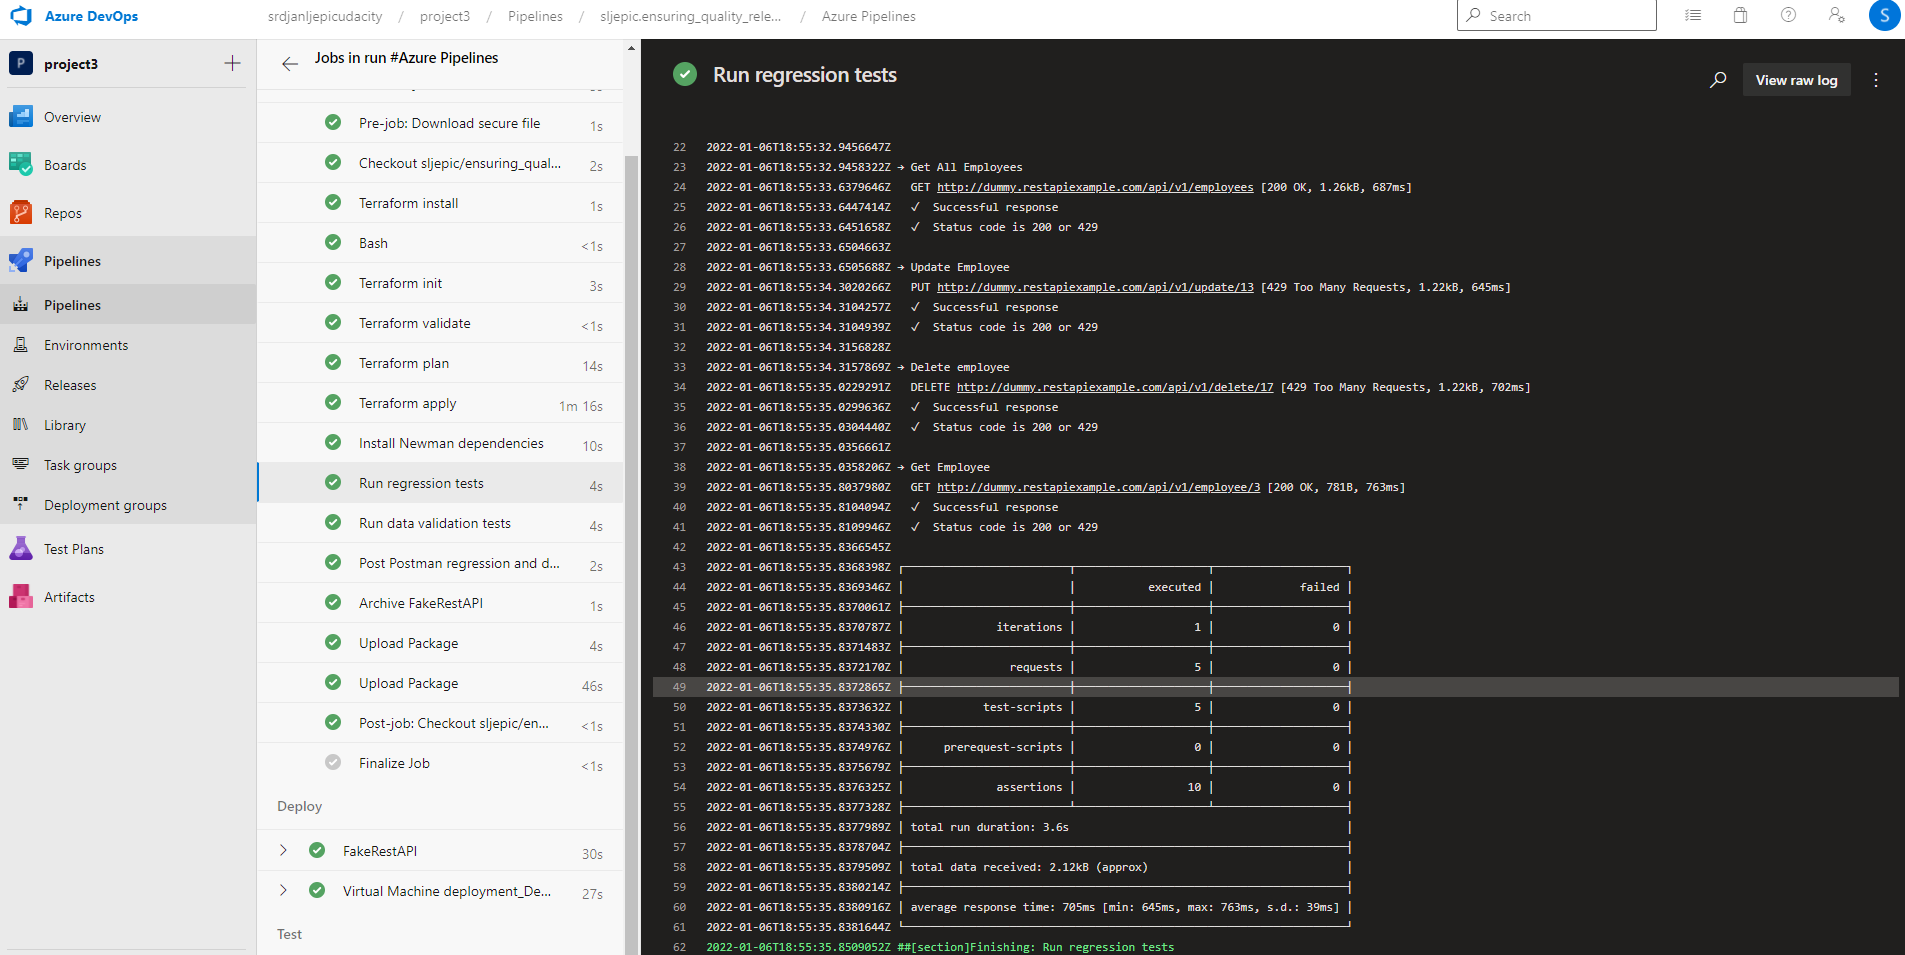 Azure DevOps
srdjanljepicudacity / project3 / Pipelines / sljepic.ensuring_quality_rele... / Azure Pipelines
Search
S
P project3
Overview
Boards
Repos
Pipelines
Pipelines
Environments
Releases
Library
Task groups
Deployment groups
Test Plans
Artifacts
Jobs in run #Azure Pipelines
Pre-job: Download secure file 1s
Checkout sljepic/ensuring_qual... 2s
Terraform install 1s
Bash <1s
Terraform init 3s
Terraform validate <1s
Terraform plan 14s
Terraform apply 1m 16s
Install Newman dependencies 10s
Run regression tests 4s
Run data validation tests 4s
Post Postman regression and d... 2s
Archive FakeRestAPI 1s
Upload Package 4s
Upload Package 46s
Post-job: Checkout sljepic/en... <1s
Finalize Job <1s
Deploy
FakeRestAPI 30s
Virtual Machine deployment_De... 27s
Test
Run regression tests
View raw log
22 2022-01-06T18:55:32.9456647Z
23 2022-01-06T18:55:32.9458322Z → Get All Employees
24 2022-01-06T18:55:33.6379646Z GET http://dummy.restapiexample.com/api/v1/employees [200 OK, 1.26kB, 687ms]
25 2022-01-06T18:55:33.6447414Z ✓ Successful response
26 2022-01-06T18:55:33.6451658Z ✓ Status code is 200 or 429
27 2022-01-06T18:55:33.6504663Z
28 2022-01-06T18:55:33.6505688Z → Update Employee
29 2022-01-06T18:55:34.3020266Z PUT http://dummy.restapiexample.com/api/v1/update/13 [429 Too Many Requests, 1.22kB, 645ms]
30 2022-01-06T18:55:34.3104257Z ✓ Successful response
31 2022-01-06T18:55:34.3104939Z ✓ Status code is 200 or 429
32 2022-01-06T18:55:34.3156828Z
33 2022-01-06T18:55:34.3157869Z → Delete employee
34 2022-01-06T18:55:35.0229291Z DELETE http://dummy.restapiexample.com/api/v1/delete/17 [429 Too Many Requests, 1.22kB, 702ms]
35 2022-01-06T18:55:35.0299636Z ✓ Successful response
36 2022-01-06T18:55:35.0304440Z ✓ Status code is 200 or 429
37 2022-01-06T18:55:35.0356661Z
38 2022-01-06T18:55:35.0358206Z → Get Employee
39 2022-01-06T18:55:35.8037980Z GET http://dummy.restapiexample.com/api/v1/employee/3 [200 OK, 781B, 763ms]
40 2022-01-06T18:55:35.8104094Z ✓ Successful response
41 2022-01-06T18:55:35.8109946Z ✓ Status code is 200 or 429
42 2022-01-06T18:55:35.8366545Z
43 2022-01-06T18:55:35.8368398Z
44 2022-01-06T18:55:35.8369346Z executed failed
45 2022-01-06T18:55:35.8370061Z
46 2022-01-06T18:55:35.8370787Z iterations 1 0
47 2022-01-06T18:55:35.8371483Z
48 2022-01-06T18:55:35.8372170Z requests 5 0
49 2022-01-06T18:55:35.8372865Z
50 2022-01-06T18:55:35.8373632Z test-scripts 5 0
51 2022-01-06T18:55:35.8374330Z
52 2022-01-06T18:55:35.8374976Z prerequest-scripts 0 0
53 2022-01-06T18:55:35.8375679Z
54 2022-01-06T18:55:35.8376325Z assertions 10 0
55 2022-01-06T18:55:35.8377328Z
56 2022-01-06T18:55:35.8377989Z total run duration: 3.6s
57 2022-01-06T18:55:35.8378704Z
58 2022-01-06T18:55:35.8379509Z total data received: 2.12kB (approx)
59 2022-01-06T18:55:35.8380214Z
60 2022-01-06T18:55:35.8380916Z average response time: 705ms [min: 645ms, max: 763ms, s.d.: 39ms]
61 2022-01-06T18:55:35.8381644Z
62 2022-01-06T18:55:35.8509052Z ##[section]Finishing: Run regression tests